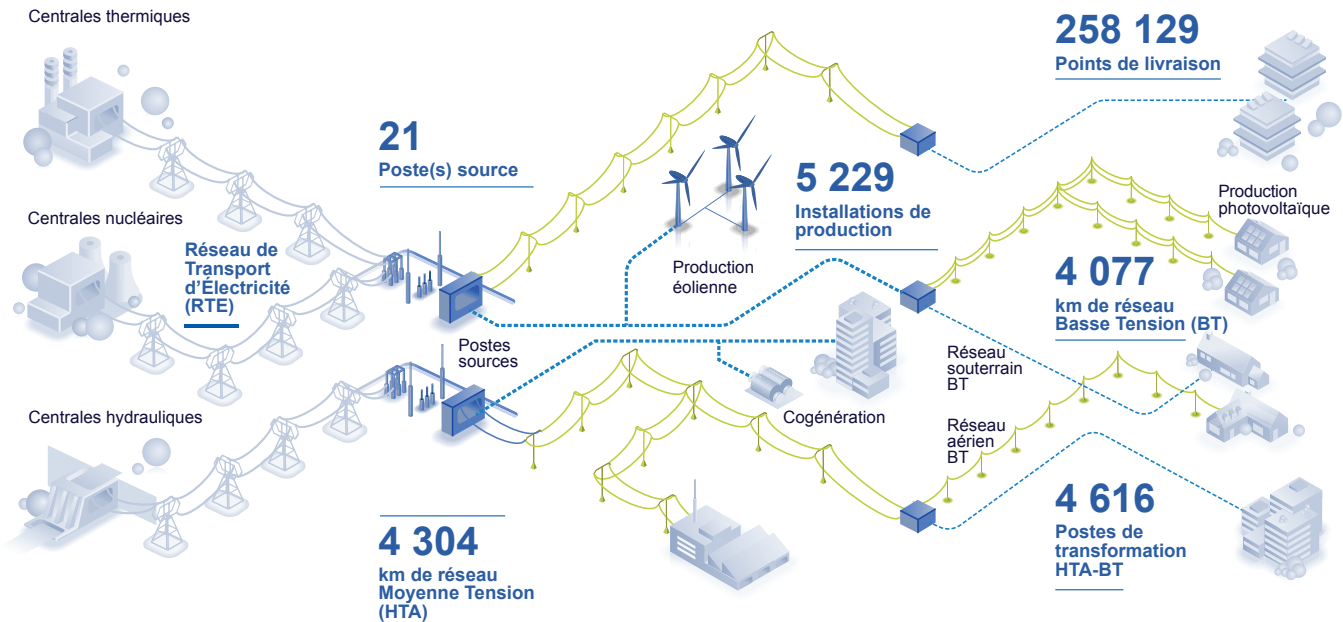 Centrales thermiques
258 129
Points de livraison
21
Poste(s) source
5 229
Installations de
production
Production
photovoltaïque
Centrales nucléaires
Réseau de
Transport
d'Électricité
(RTE)
Production
éolienne
4 077
km de réseau
Basse Tension (BT)
Postes
sources
Réseau
souterrain
BT
Centrales hydrauliques
Cogénération
Réseau
aérien
BT
4 304
km de réseau
Moyenne Tension
(HTA)
4 616
Postes de
transformation
HTA-BT